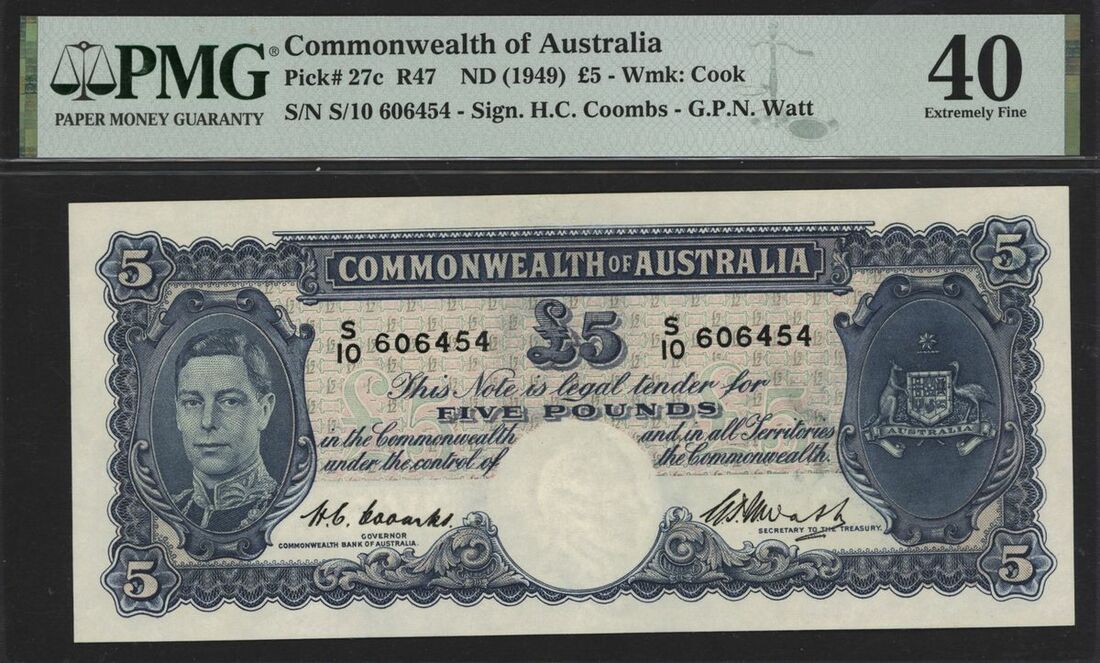 PMG®
PAPER MONEY GUARANTY
Commonwealth of Australia
Pick# 27c R47 ND (1949) £5 - Wmk: Cook
S/N S/10 606454 - Sign. H.C. Coombs - G.P.N. Watt
40
Extremely Fine
5
5
COMMONWEALTH OF AUSTRALIA
S/10 606454
£5
S/10 606454
This Note is legal tender for
FIVE POUNDS
in the Commonwealth and in all Territories
under the control of the Commonwealth.
AUSTRALIA
H.C. Coombs.
GOVERNOR
COMMONWEALTH BANK OF AUSTRALIA.
SECRETARY TO THE TREASURY.
5
5